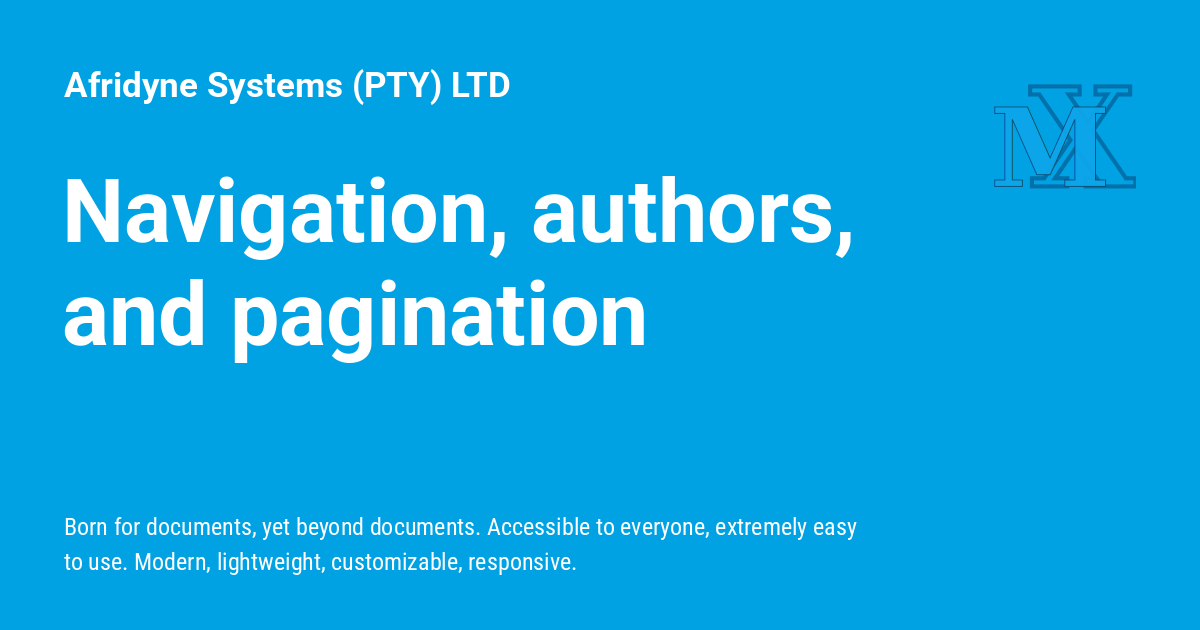 Afridyne Systems (PTY) LTD
MX
Navigation, authors,
and pagination
Born for documents, yet beyond documents. Accessible to everyone, extremely easy
to use. Modern, lightweight, customizable, responsive.